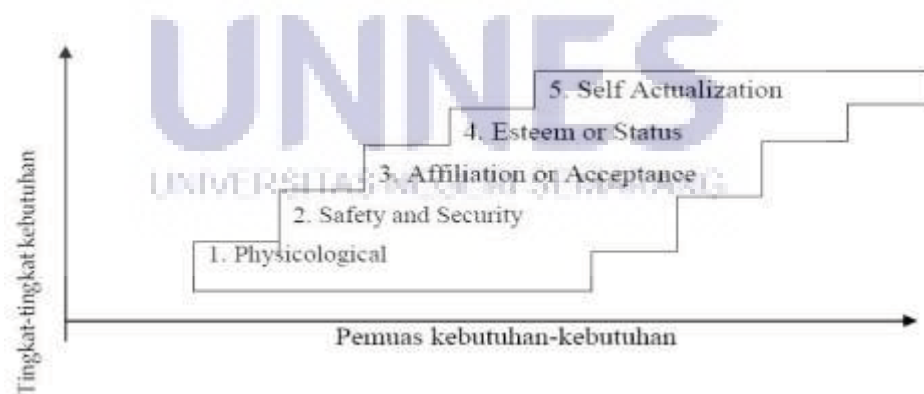 UNNES
UNIVERSITAS NEGERI SEMARANG
5. Self Actualization
4. Esteem or Status
3. Affiliation or Acceptance
2. Safety and Security
1. Physicological
Tingkat-tingkat kebutuhan
Pemuas kebutuhan-kebutuhan